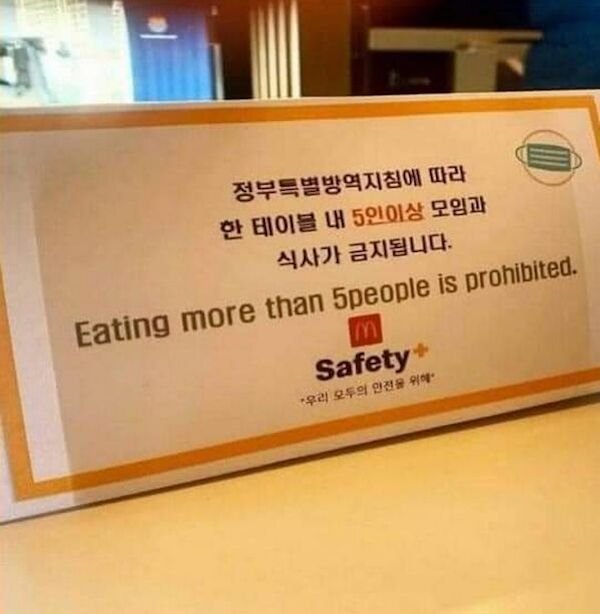 정부특별방역지침에 따라
한 테이블 내 5인이상 모임과
식사가 금지됩니다.
Eating more than 5people is prohibited.
M
Safety+
"우리 모두의 안전을 위해"